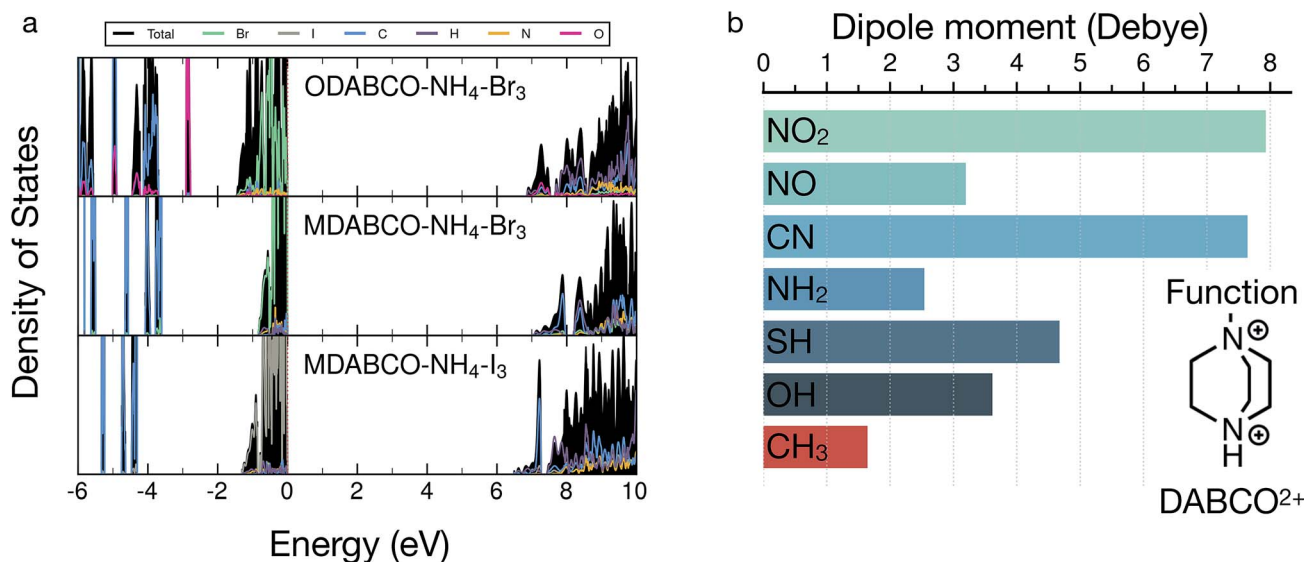 a
Total Br I C H N O
ODABCO-NH₄-Br₃
MDABCO-NH₄-Br₃
MDABCO-NH₄-I₃
Density of States
-6 -4 -2 0 2 4 6 8 10
Energy (eV)
b
Dipole moment (Debye)
0 1 2 3 4 5 6 7 8
NO₂
NO
CN
NH₂
SH
OH
CH₃
Function
N ⊕
N ⊕
H
DABCO²⁺